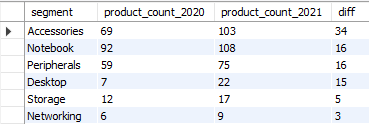 segment product_count_2020 product_count_2021 diff
Accessories 69 103 34
Notebook 92 108 16
Peripherals 59 75 16
Desktop 7 22 15
Storage 12 17 5
Networking 6 9 3